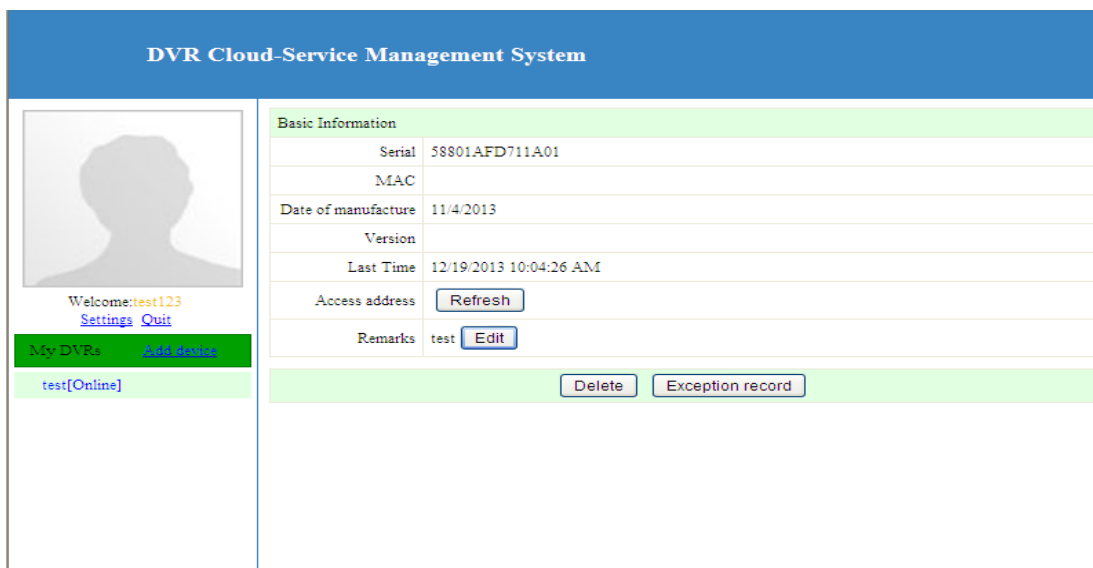 DVR Cloud-Service Management System
Welcome:test123
Settings Quit
My DVRs Add device
test[Online]
Basic Information
Serial 58801AFD711A01
MAC
Date of manufacture 11/4/2013
Version
Last Time 12/19/2013 10:04:26 AM
Access address Refresh
Remarks test Edit
Delete Exception record